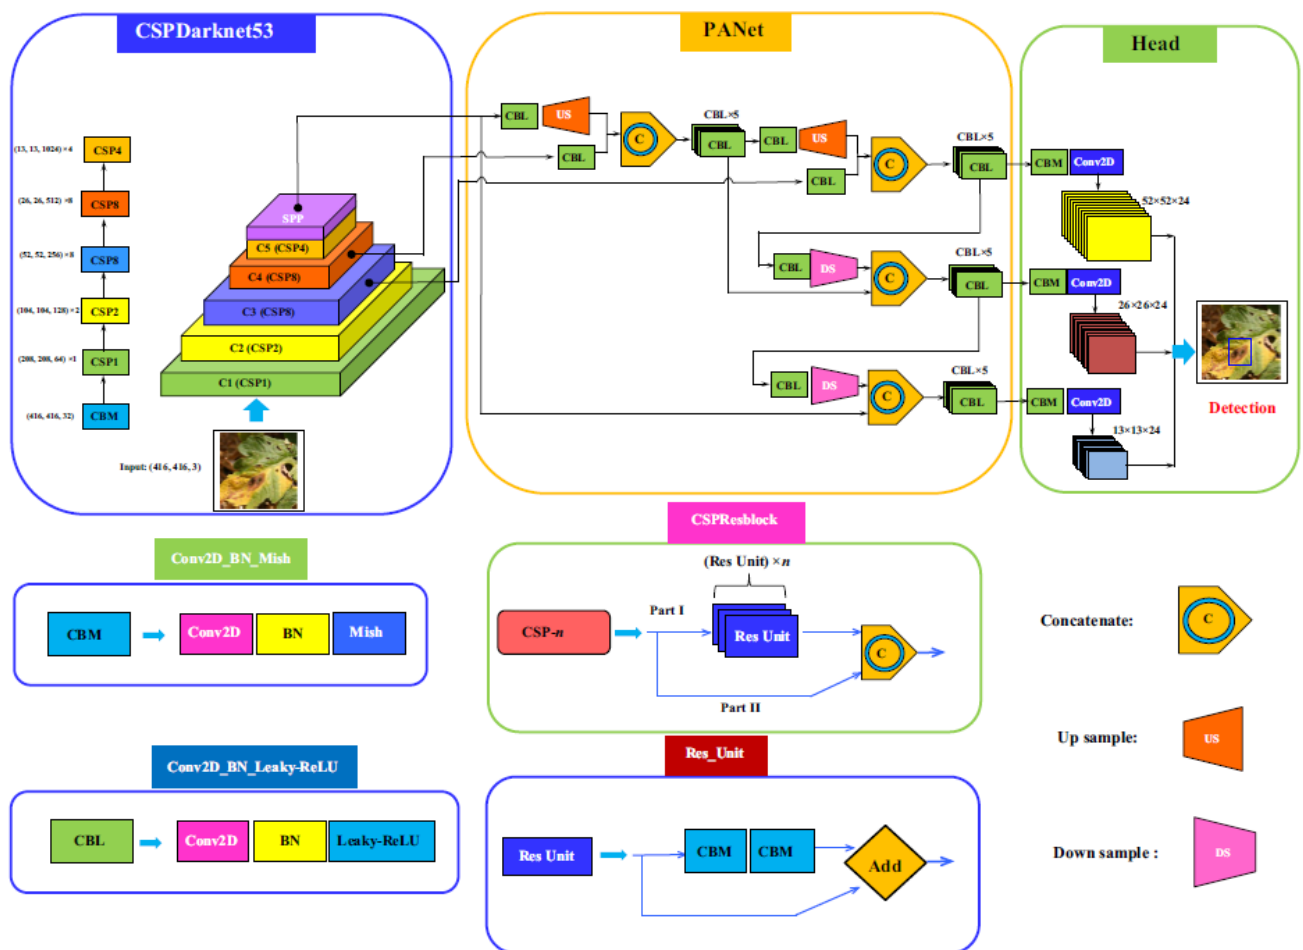 CSPDarknet53
(13, 13, 1024) ×4
CSP4
(26, 26, 512) ×8
CSP8
(52, 52, 256) ×8
CSP8
(104, 104, 128) ×2
CSP2
(208, 208, 64) ×1
CSP1
(416, 416, 32)
CBM
SPP
C5 (CSP4)
C4 (CSP8)
C3 (CSP8)
C2 (CSP2)
C1 (CSP1)
Input: (416, 416, 3)
PANet
CBL
US
CBL
C
CBL×5
CBL
CBL
US
CBL
C
CBL×5
CBL
CBL
DS
C
CBL×5
CBL
CBL
DS
C
CBL×5
CBL
Head
CBM
Conv2D
52×52×24
CBM
Conv2D
26×26×24
CBM
Conv2D
13×13×24
Detection
Conv2D_BN_Mish
CBM
Conv2D
BN
Mish
CSPResblock
(Res Unit) ×n
CSP-n
Part I
Res Unit
C
Part II
Conv2D_BN_Leaky-ReLU
CBL
Conv2D
BN
Leaky-ReLU
Res_Unit
Res Unit
CBM
CBM
Add
Concatenate:
C
Up sample:
US
Down sample :
DS